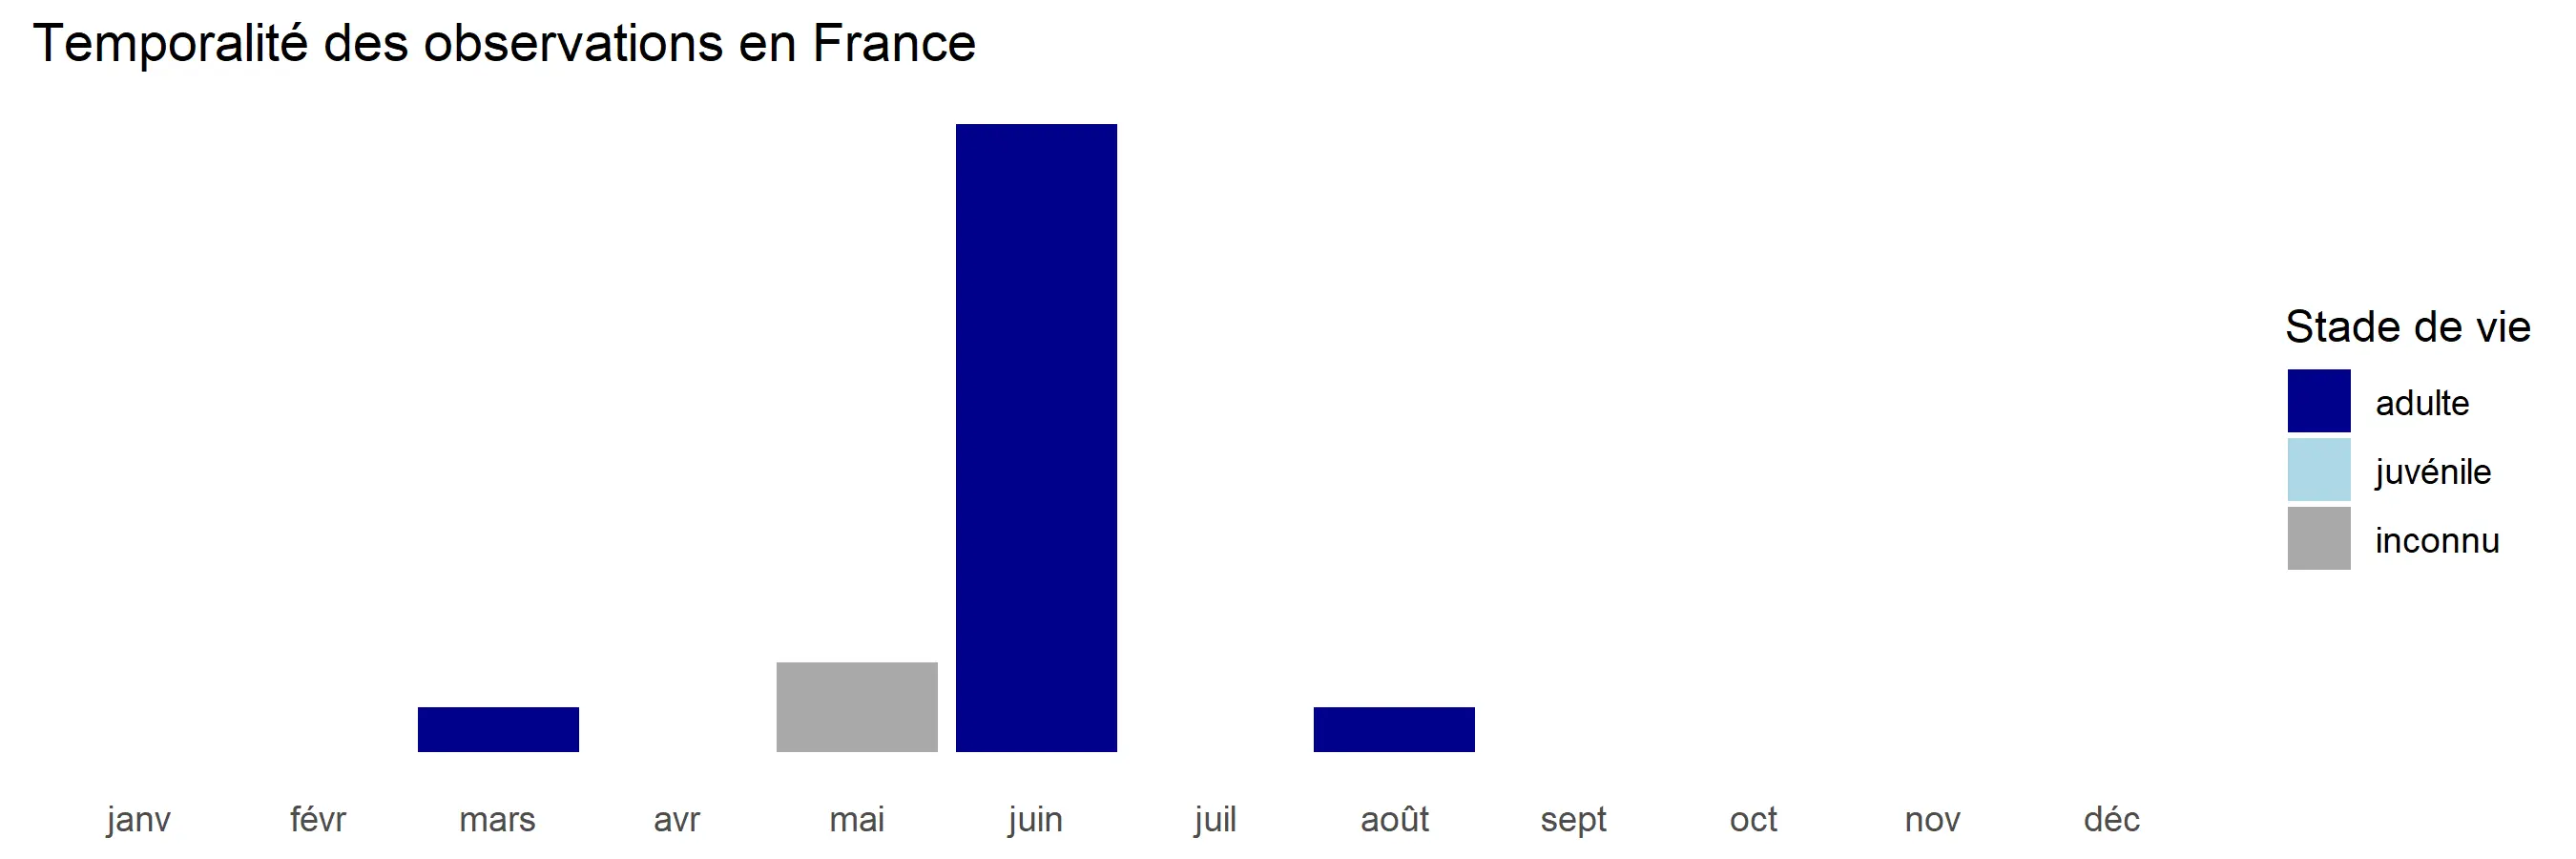 Temporalité des observations en France
Stade de vie
adulte
juvénile
inconnu
janv févr mars avr mai juin juil août sept oct nov déc